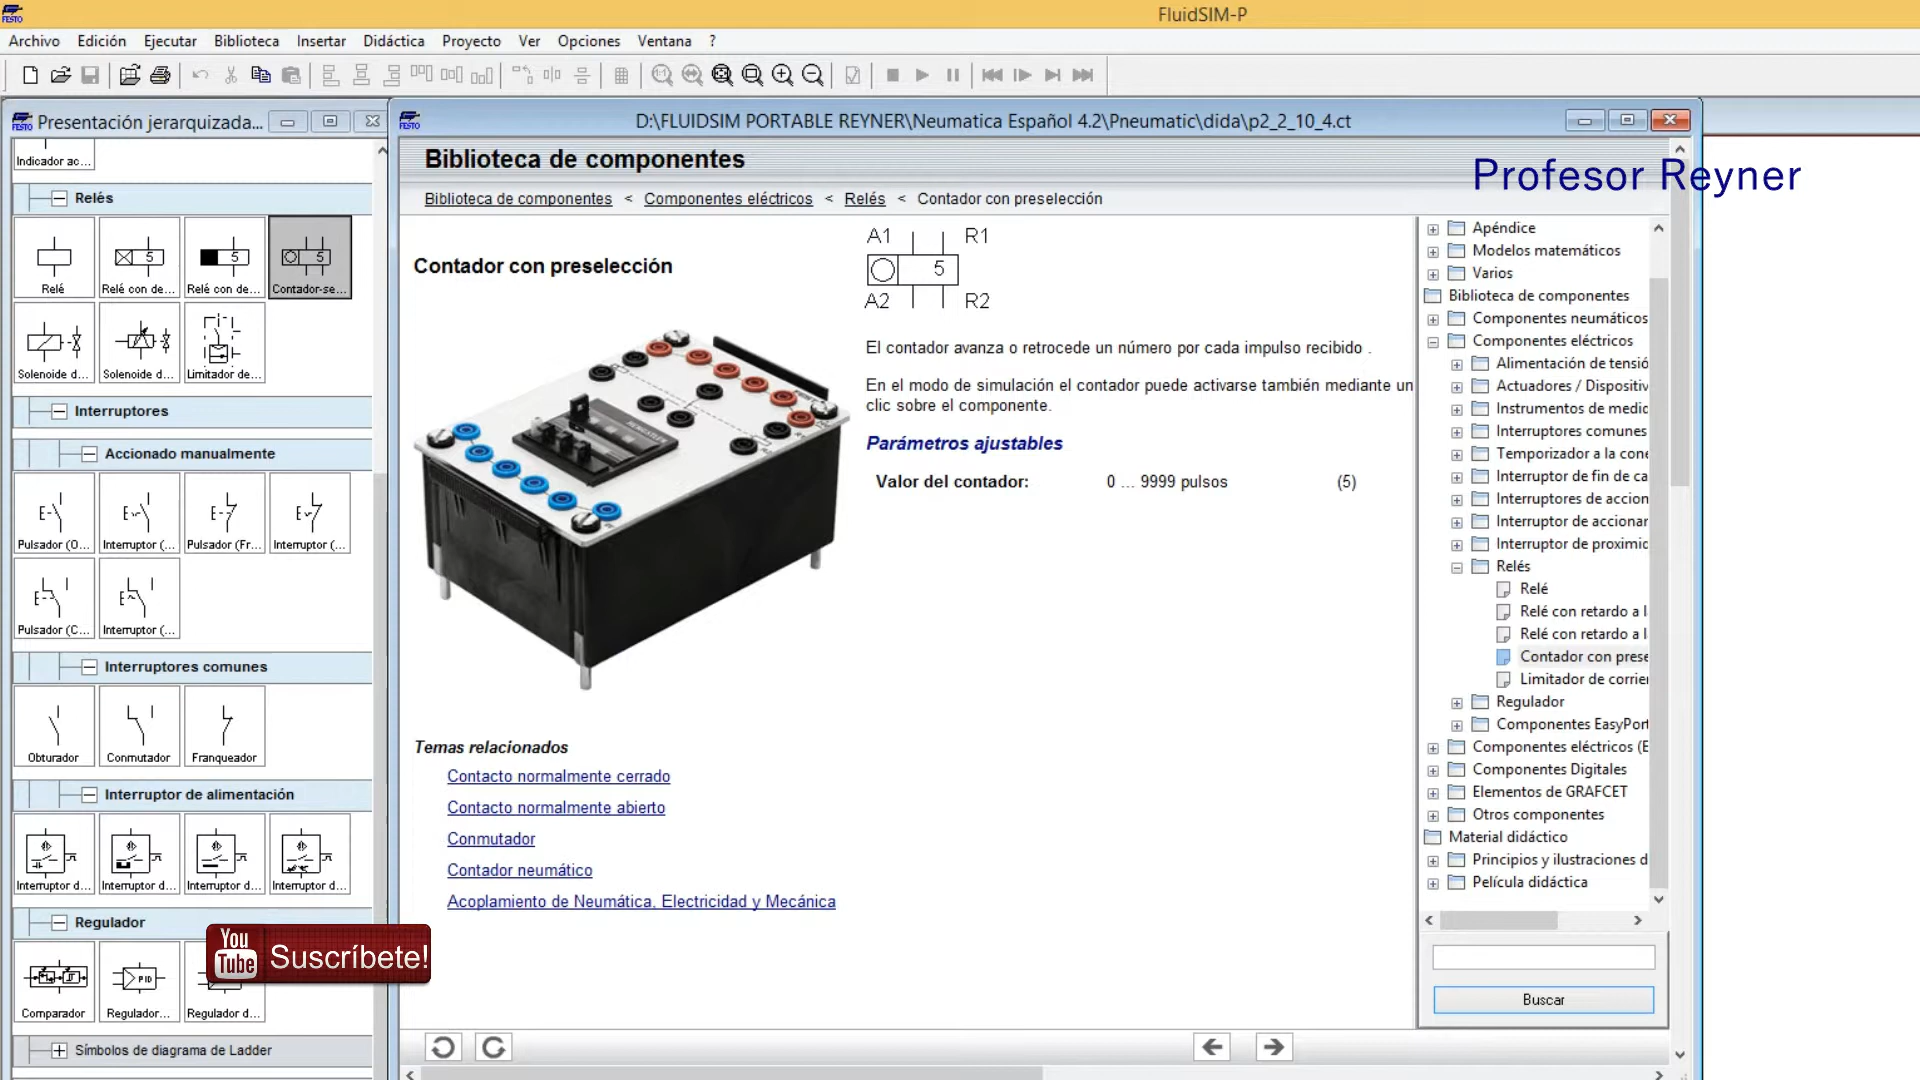 FESTO
FluidSIM-P
Archivo Edición Ejecutar Biblioteca Insertar Didáctica Proyecto Ver Opciones Ventana ?
Presentación jerarquizada...
Indicador ac...
Relés
5 5 5
Relé Relé con de... Relé con de... Contador-se...
Solenoide d... Solenoide d... Limitador de...
Interruptores
Accionado manualmente
Pulsador (O... Interruptor (... Pulsador (Fr... Interruptor (...
Pulsador (C... Interruptor (...
Interruptores comunes
Obturador Conmutador Franqueador
Interruptor de alimentación
Interruptor d... Interruptor d... Interruptor d... Interruptor d...
Regulador
PID
Comparador Regulador... Regulador d...
Símbolos de diagrama de Ladder
You Tube Suscríbete!
D:\FLUIDSIM PORTABLE REYNER\Neumatica Español 4.2\Pneumatic\dida\p2_2_10_4.ct
Biblioteca de componentes
Profesor Reyner
Biblioteca de componentes < Componentes eléctricos < Relés < Contador con preselección
Contador con preselección
A1 R1
5
A2 R2
El contador avanza o retrocede un número por cada impulso recibido .
En el modo de simulación el contador puede activarse también mediante un
clic sobre el componente.
Parámetros ajustables
Valor del contador: 0 ... 9999 pulsos (5)
Temas relacionados
Contacto normalmente cerrado
Contacto normalmente abierto
Conmutador
Contador neumático
Acoplamiento de Neumática, Electricidad y Mecánica
Apéndice
Modelos matemáticos
Varios
Biblioteca de componentes
Componentes neumáticos
Componentes eléctricos
Alimentación de tensió
Actuadores / Dispositiv
Instrumentos de medic
Interruptores comunes
Temporizador a la cone
Interruptor de fin de ca
Interruptores de accion
Interruptor de accionar
Interruptor de proximic
Relés
Relé
Relé con retardo a l
Relé con retardo a l
Contador con prese
Limitador de corrier
Regulador
Componentes EasyPort
Componentes eléctricos (E
Componentes Digitales
Elementos de GRAFCET
Otros componentes
Material didáctico
Principios y ilustraciones d
Película didáctica
Buscar